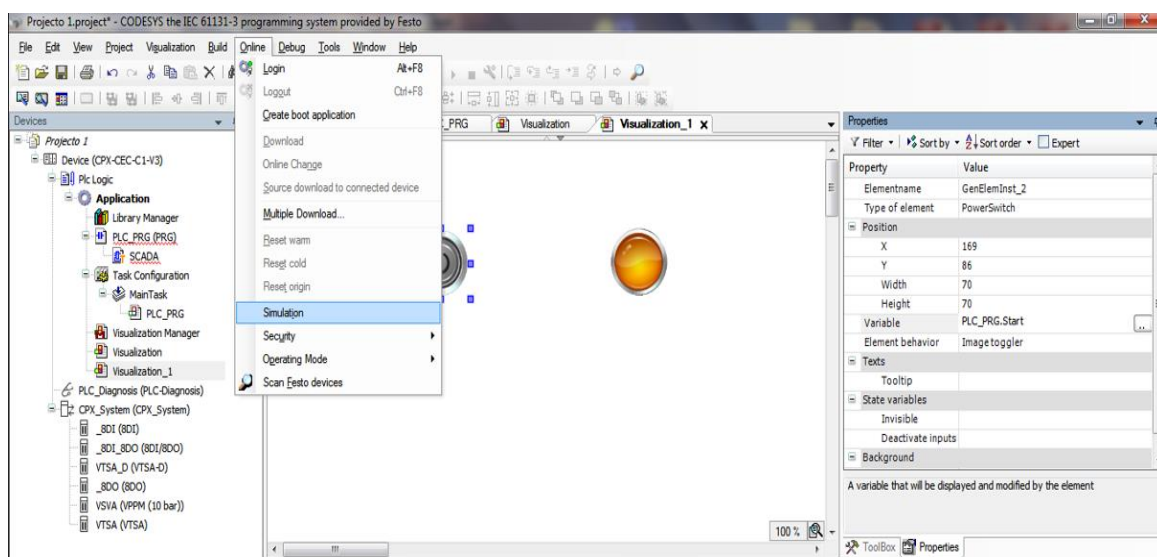 Projecto 1.project* - CODESYS the IEC 61131-3 programming system provided by Festo
File Edit View Project Visualization Build Online Debug Tools Window Help
Devices
Projecto 1
Device (CPX-CEC-C1-V3)
Plc Logic
Application
Library Manager
PLC_PRG (PRG)
SCADA
Task Configuration
MainTask
PLC_PRG
Visualization Manager
Visualization
Visualization_1
PLC_Diagnosis (PLC-Diagnosis)
CPX_System (CPX_System)
_8DI (8DI)
_8DI_8DO (8DI/8DO)
VTSA_D (VTSA-D)
_8DO (8DO)
VSVA (VPPM (10 bar))
VTSA (VTSA)
Login Alt+F8
Logout Ctrl+F8
Create boot application
Download
Online Change
Source download to connected device
Multiple Download...
Reset warm
Reset cold
Reset origin
Simulation
Security
Operating Mode
Scan Festo devices
C_PRG Visualization Visualization_1 X
100 %
Properties
Filter Sort by Sort order Expert
Property Value
Elementname GenElemInst_2
Type of element PowerSwitch
Position
X 169
Y 86
Width 70
Height 70
Variable PLC_PRG.Start ...
Element behavior Image toggler
Texts
Tooltip
State variables
Invisible
Deactivate inputs
Background
A variable that will be displayed and modified by the element
ToolBox Properties